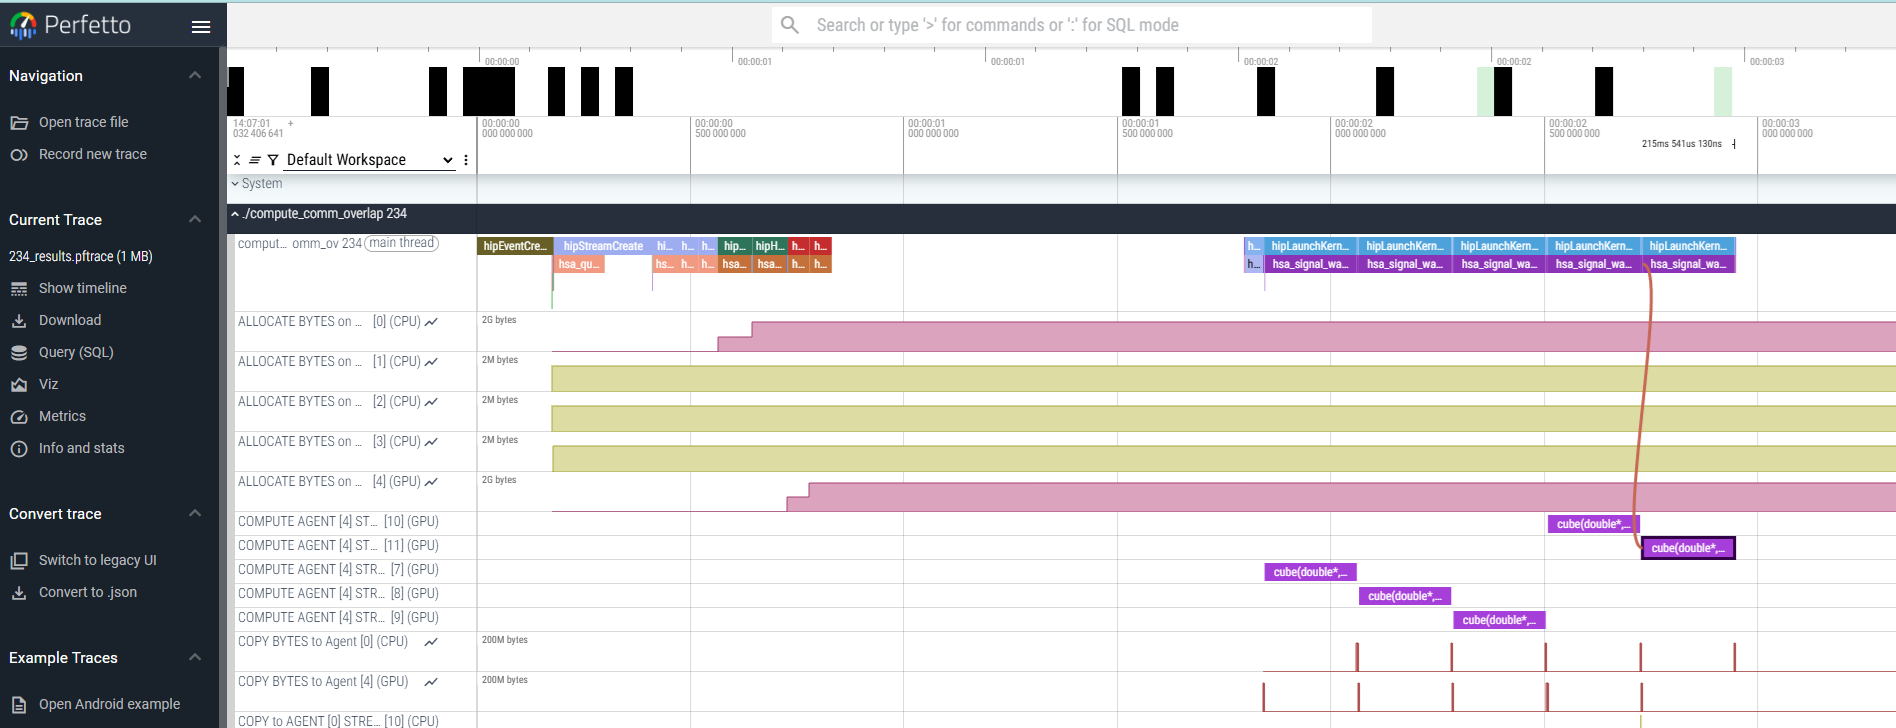 Perfetto
Search or type '>' for commands or ':' for SQL mode
Navigation
Open trace file
Record new trace
Current Trace
234_results.pftrace (1 MB)
Show timeline
Download
Query (SQL)
Viz
Metrics
Info and stats
Convert trace
Switch to legacy UI
Convert to .json
Example Traces
Open Android example
00:00:00 00:00:01 00:00:01 00:00:02 00:00:02 00:00:03
14:07:01 + 00:00:00 00:00:00 00:00:01 00:00:01 00:00:02 00:00:02 00:00:03
032 406 641 000 000 000 500 000 000 000 000 000 500 000 000 000 000 000 500 000 000 000 000 000
215ms 541us 130ns
Default Workspace
System
./compute_comm_overlap 234
comput... omm_ov 234 main thread
hipEventCre... hipStreamCreate hi... h... h... hip... hipH... h... h... h... hipLaunchKern... hipLaunchKern... hipLaunchKern... hipLaunchKern... hipLaunchKern...
hsa_qu... hs... h... h... hsa... hsa... h... h... h... hsa_signal_wa... hsa_signal_wa... hsa_signal_wa... hsa_signal_wa... hsa_signal_wa...
ALLOCATE BYTES on ... [0] (CPU) 2G bytes
ALLOCATE BYTES on ... [1] (CPU) 2M bytes
ALLOCATE BYTES on ... [2] (CPU) 2M bytes
ALLOCATE BYTES on ... [3] (CPU) 2M bytes
ALLOCATE BYTES on ... [4] (GPU) 2G bytes
COMPUTE AGENT [4] ST... [10] (GPU) cube(double*,...
COMPUTE AGENT [4] ST... [11] (GPU) cube(double*,...
COMPUTE AGENT [4] STR... [7] (GPU) cube(double*,...
COMPUTE AGENT [4] STR... [8] (GPU) cube(double*,...
COMPUTE AGENT [4] STR... [9] (GPU) cube(double*,...
COPY BYTES to Agent [0] (CPU) 200M bytes
COPY BYTES to Agent [4] (GPU) 200M bytes
COPY to AGENT [0] STRE... [10] (CPU)